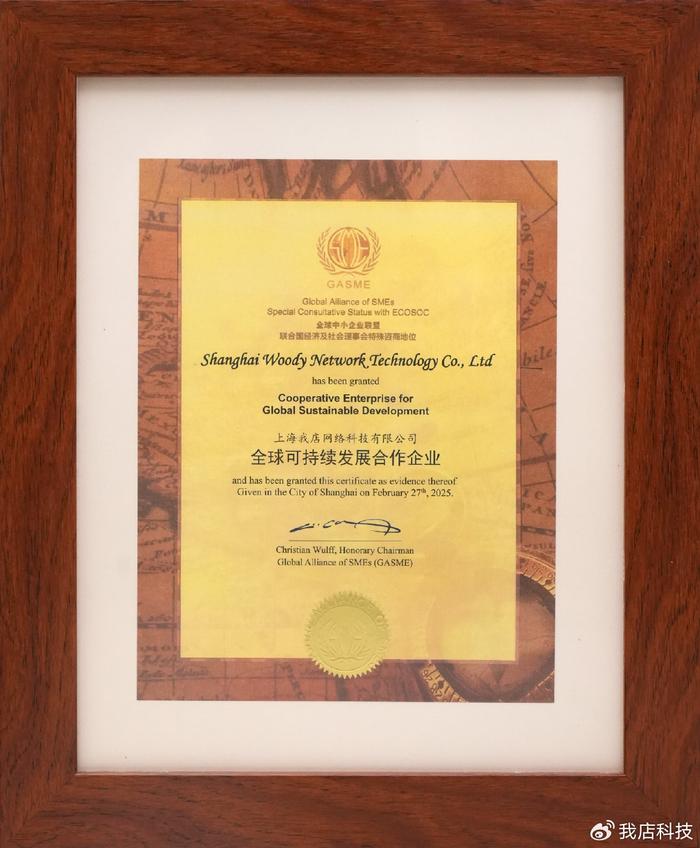 GASME
Global Alliance of SMEs
Special Consultative Status with ECOSOC
全球中小企业联盟
联合国经济及社会理事会特殊咨商地位
Shanghai Woody Network Technology Co., Ltd
has been granted
Cooperative Enterprise for
Global Sustainable Development
上海我店网络科技有限公司
全球可持续发展合作企业
and has been granted this certificate as evidence thereof
Given in the City of Shanghai on February 27th, 2025.
Christian Wulff, Honorary Chairman
Global Alliance of SMEs (GASME)
我店科技